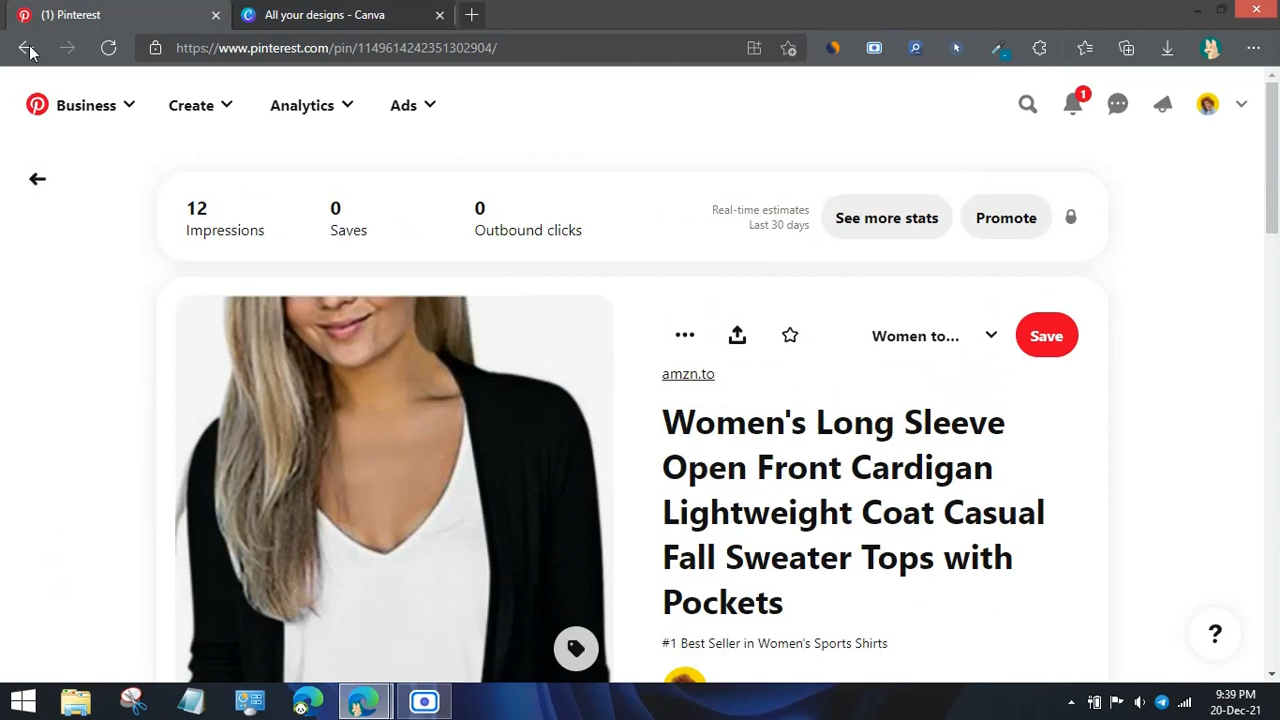 (1) Pinterest
All your designs - Canva
https://www.pinterest.com/pin/1149614242351302904/
Business
Create
Analytics
Ads
1
12
Impressions
0
Saves
0
Outbound clicks
Real-time estimates
Last 30 days
See more stats
Promote
Women to...
Save
amzn.to
Women's Long Sleeve
Open Front Cardigan
Lightweight Coat Casual
Fall Sweater Tops with
Pockets
#1 Best Seller in Women's Sports Shirts
?
9:39 PM
20-Dec-21